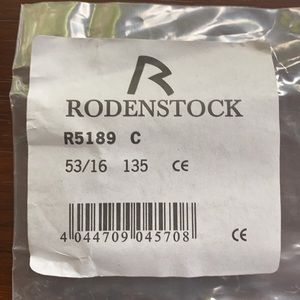 R
RODENSTOCK
R5189 C
53/16 135 CE
4 044709 045708
CE